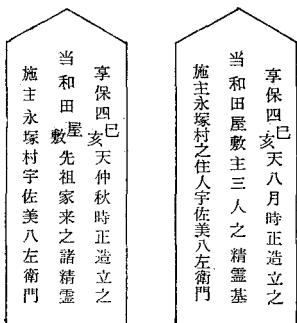 享保四巳亥天八月時正造立之
当和田屋敷主三人之精霊墓
施主永塚村之住人宇佐美八左衛門
享保四巳亥天仲秋時正造立之
当和田屋敷先祖家来之諸精霊
施主永塚村宇佐美八左衛門